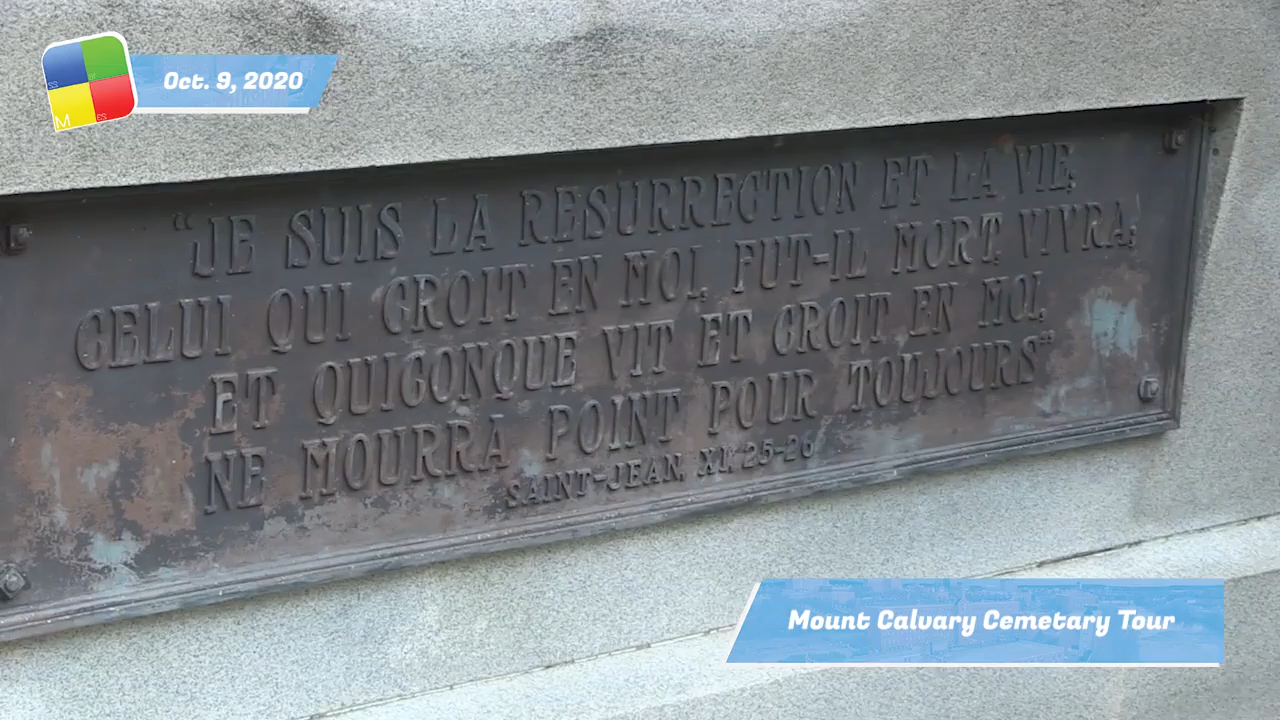 Oct. 9, 2020
"JE SUIS LA RESURRECTION ET LA VIE,
CELUI QUI CROIT EN MOI, FUT-IL MORT, VIVRA;
ET QUICONQUE VIT ET CROIT EN MOI,
NE MOURRA POINT POUR TOUJOURS"
SAINT-JEAN, XI, 25-26
Mount Calvary Cemetary Tour